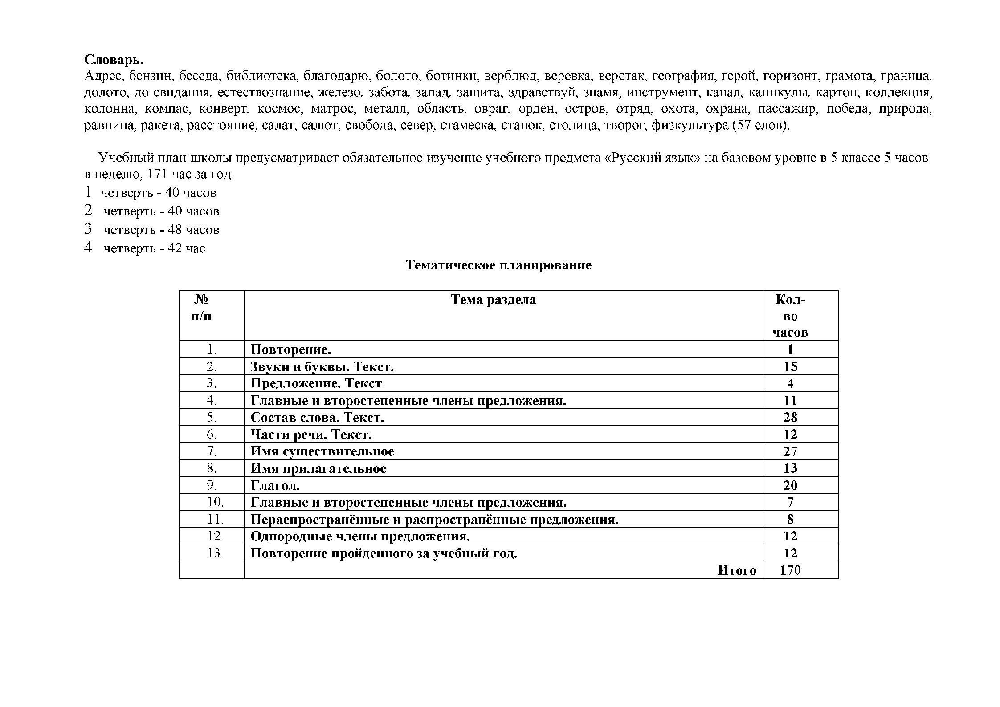 Словарь.
Адрес, бензин, беседа, библиотека, благодарю, болото, ботинки, верблюд, веревка, верстак, география, герой, горизонт, грамота, граница,
долото, до свидания, естествознание, железо, забота, запад, защита, здравствуй, знамя, инструмент, канал, каникулы, картон, коллекция,
колонна, компас, конверт, космос, матрос, металл, область, овраг, орден, остров, отряд, охота, охрана, пассажир, победа, природа,
равнина, ракета, расстояние, салат, салют, свобода, север, стамеска, станок, столица, творог, физкультура (57 слов).
Учебный план школы предусматривает обязательное изучение учебного предмета «Русский язык» на базовом уровне в 5 классе 5 часов
в неделю, 171 час за год.
1 четверть - 40 часов
2 четверть - 40 часов
3 четверть - 48 часов
4 четверть - 42 час
Тематическое планирование
№ п/п Тема раздела Кол-во часов
1. Повторение. 1
2. Звуки и буквы. Текст. 15
3. Предложение. Текст. 4
4. Главные и второстепенные члены предложения. 11
5. Состав слова. Текст. 28
6. Части речи. Текст. 12
7. Имя существительное. 27
8. Имя прилагательное 13
9. Глагол. 20
10. Главные и второстепенные члены предложения. 7
11. Нераспространённые и распространённые предложения. 8
12. Однородные члены предложения. 12
13. Повторение пройденного за учебный год. 12
Итого 170